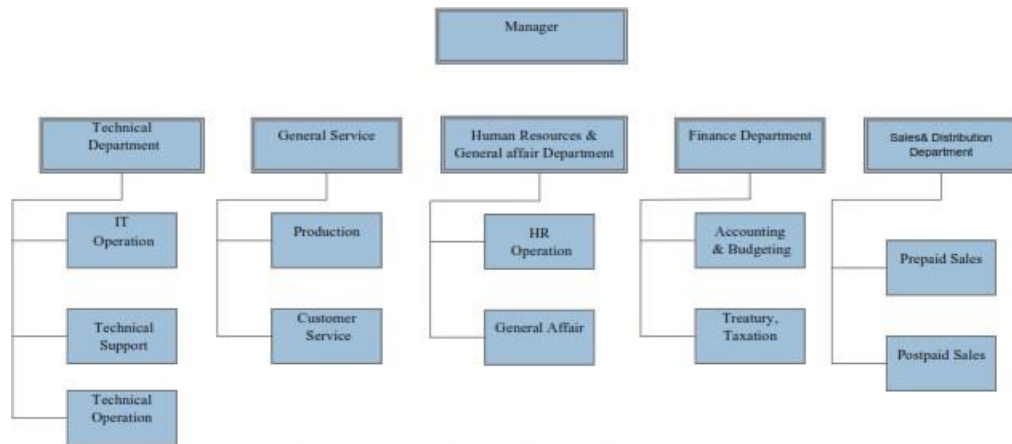 Manager
Technical
Department
General Service
Human Resources &
General affair Department
Finance Department
Sales& Distribution
Department
IT
Operation
Production
HR
Operation
Accounting
& Budgeting
Prepaid Sales
Technical
Support
Customer
Service
General Affair
Treatury,
Taxation
Postpaid Sales
Technical
Operation